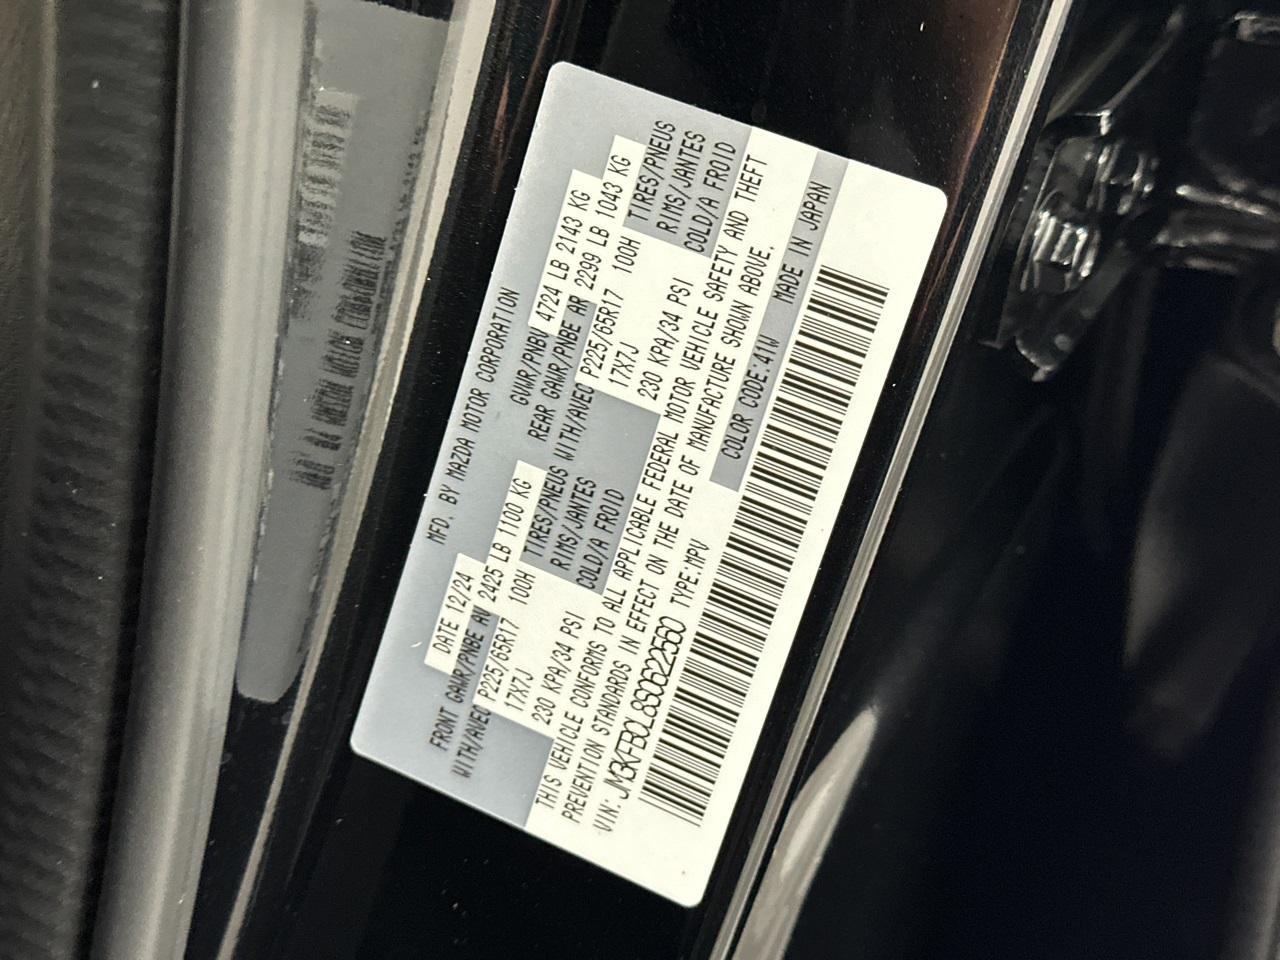 MFD. BY MAZDA MOTOR CORPORATION
DATE 12/24 GVWR/PNBV 4724 LB 2143 KG
FRONT GAWR/PNBE AV 2425 LB 1100 KG REAR GAWR/PNBE AR 2299 LB 1043 KG
WITH/AVEC P225/65R17 100H TIRES/PNEUS WITH/AVEC P225/65R17 100H TIRES/PNEUS
17X7J RIMS/JANTES 17X7J RIMS/JANTES
230 KPA/34 PSI COLD/A FROID 230 KPA/34 PSI COLD/A FROID
THIS VEHICLE CONFORMS TO ALL APPLICABLE FEDERAL MOTOR VEHICLE SAFETY AND THEFT
PREVENTION STANDARDS IN EFFECT ON THE DATE OF MANUFACTURE SHOWN ABOVE.
VIN: JM3KFBCL8S0622560 TYPE:MPV COLOR CODE:41W MADE IN JAPAN